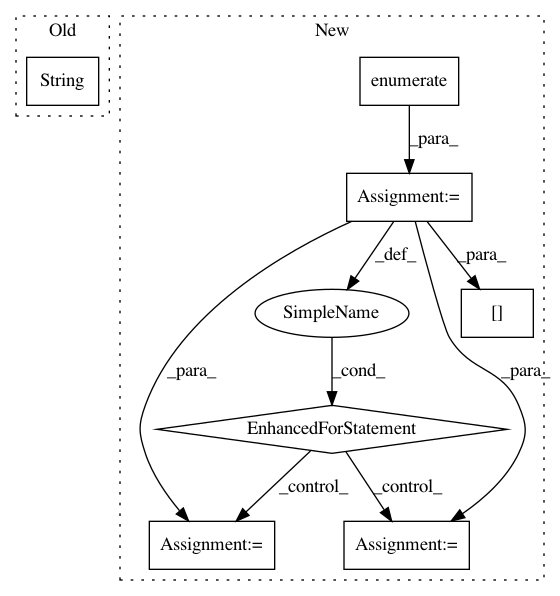 Old
New
String
enumerate
_para_
Assignment:=
_def_
_para_
SimpleName
[]
_para_
_cond_
_para_
EnhancedForStatement
_control_
_control_
Assignment:=
Assignment:=